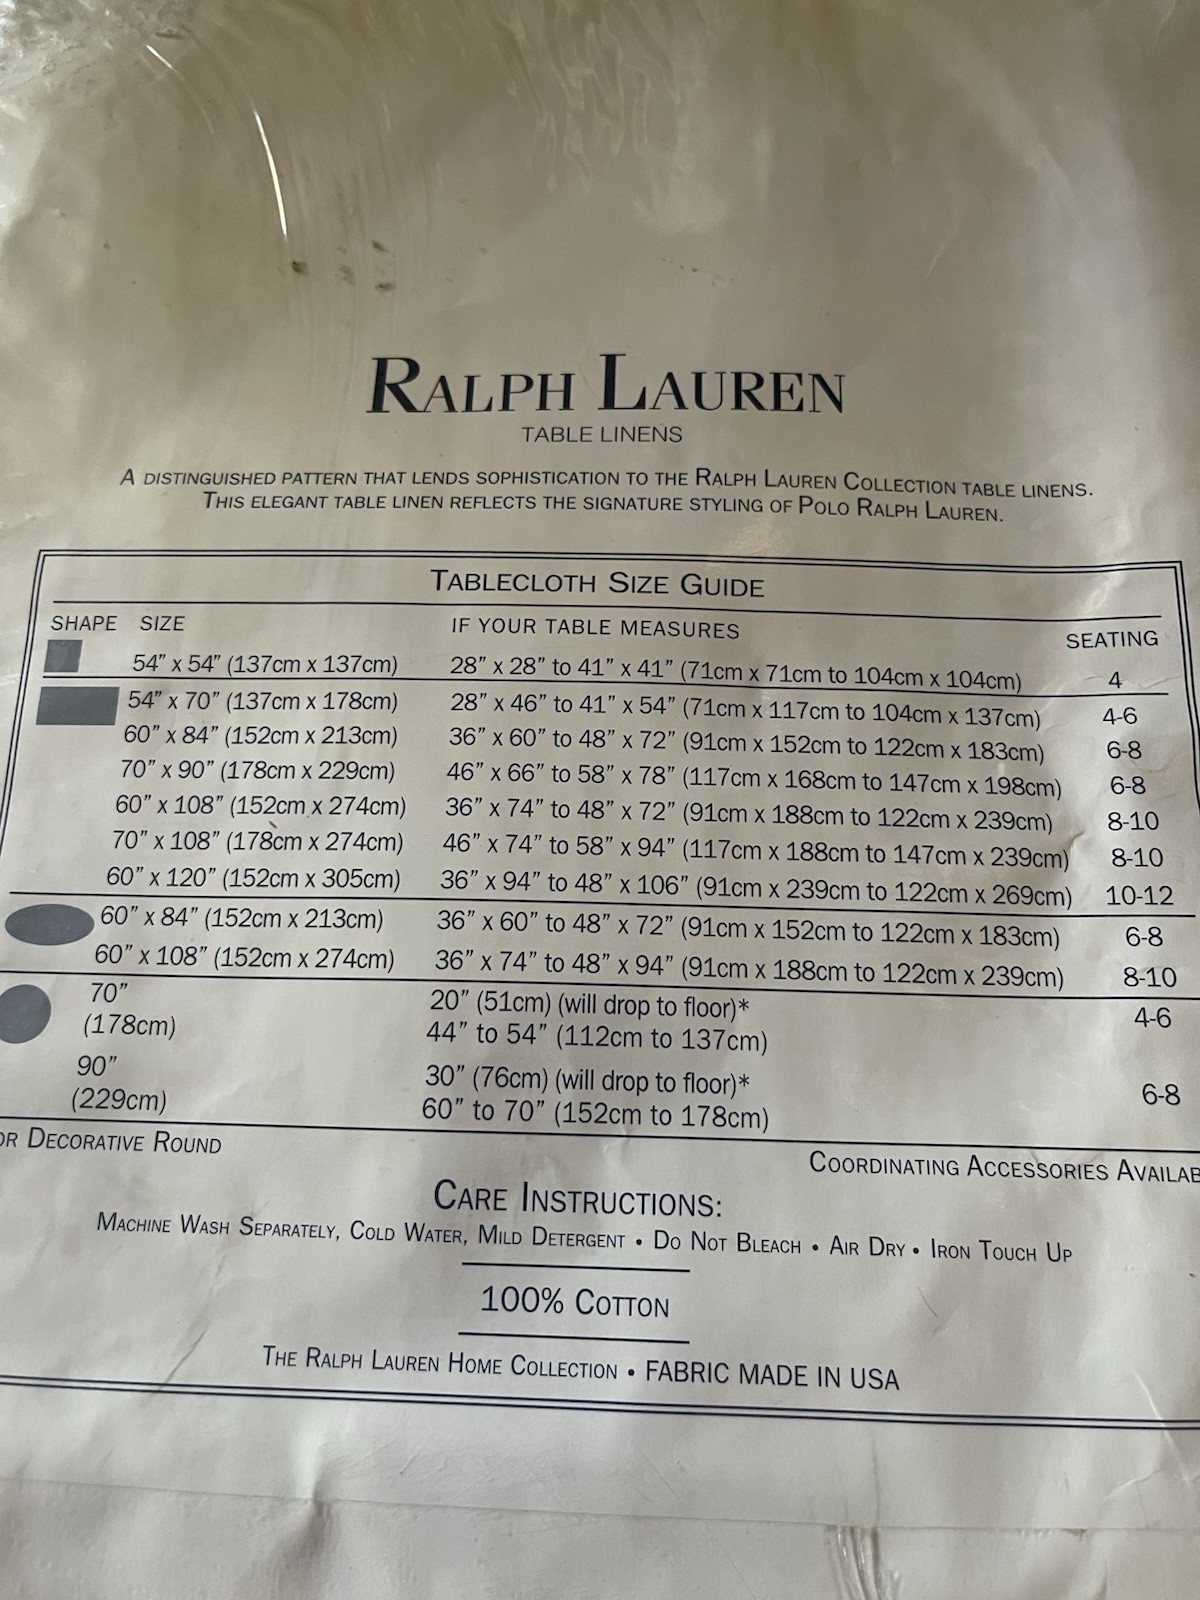 RALPH LAUREN
TABLE LINENS
A DISTINGUISHED PATTERN THAT LENDS SOPHISTICATION TO THE RALPH LAUREN COLLECTION TABLE LINENS.
THIS ELEGANT TABLE LINEN REFLECTS THE SIGNATURE STYLING OF POLO RALPH LAUREN.
TABLECLOTH SIZE GUIDE
SHAPE SIZE IF YOUR TABLE MEASURES SEATING
54” x 54” (137cm x 137cm) 28” x 28” to 41” x 41” (71cm x 71cm to 104cm x 104cm) 4
54” x 70” (137cm x 178cm) 28” x 46” to 41” x 54” (71cm x 117cm to 104cm x 137cm) 4-6
60” x 84” (152cm x 213cm) 36” x 60” to 48” x 72” (91cm x 152cm to 122cm x 183cm) 6-8
70” x 90” (178cm x 229cm) 46” x 66” to 58” x 78” (117cm x 168cm to 147cm x 198cm) 6-8
60” x 108” (152cm x 274cm) 36” x 74” to 48” x 72” (91cm x 188cm to 122cm x 239cm) 8-10
70” x 108” (178cm x 274cm) 46” x 74” to 58” x 94” (117cm x 188cm to 147cm x 239cm) 8-10
60” x 120” (152cm x 305cm) 36” x 94” to 48” x 106” (91cm x 239cm to 122cm x 269cm) 10-12
60” x 84” (152cm x 213cm) 36” x 60” to 48” x 72” (91cm x 152cm to 122cm x 183cm) 6-8
60” x 108” (152cm x 274cm) 36” x 74” to 48” x 94” (91cm x 188cm to 122cm x 239cm) 8-10
70” 20” (51cm) (will drop to floor)* 4-6
(178cm) 44” to 54” (112cm to 137cm)
90” 30” (76cm) (will drop to floor)* 6-8
(229cm) 60” to 70” (152cm to 178cm)
OR DECORATIVE ROUND COORDINATING ACCESSORIES AVAILAB
CARE INSTRUCTIONS:
MACHINE WASH SEPARATELY, COLD WATER, MILD DETERGENT • DO NOT BLEACH • AIR DRY • IRON TOUCH UP
100% COTTON
THE RALPH LAUREN HOME COLLECTION • FABRIC MADE IN USA